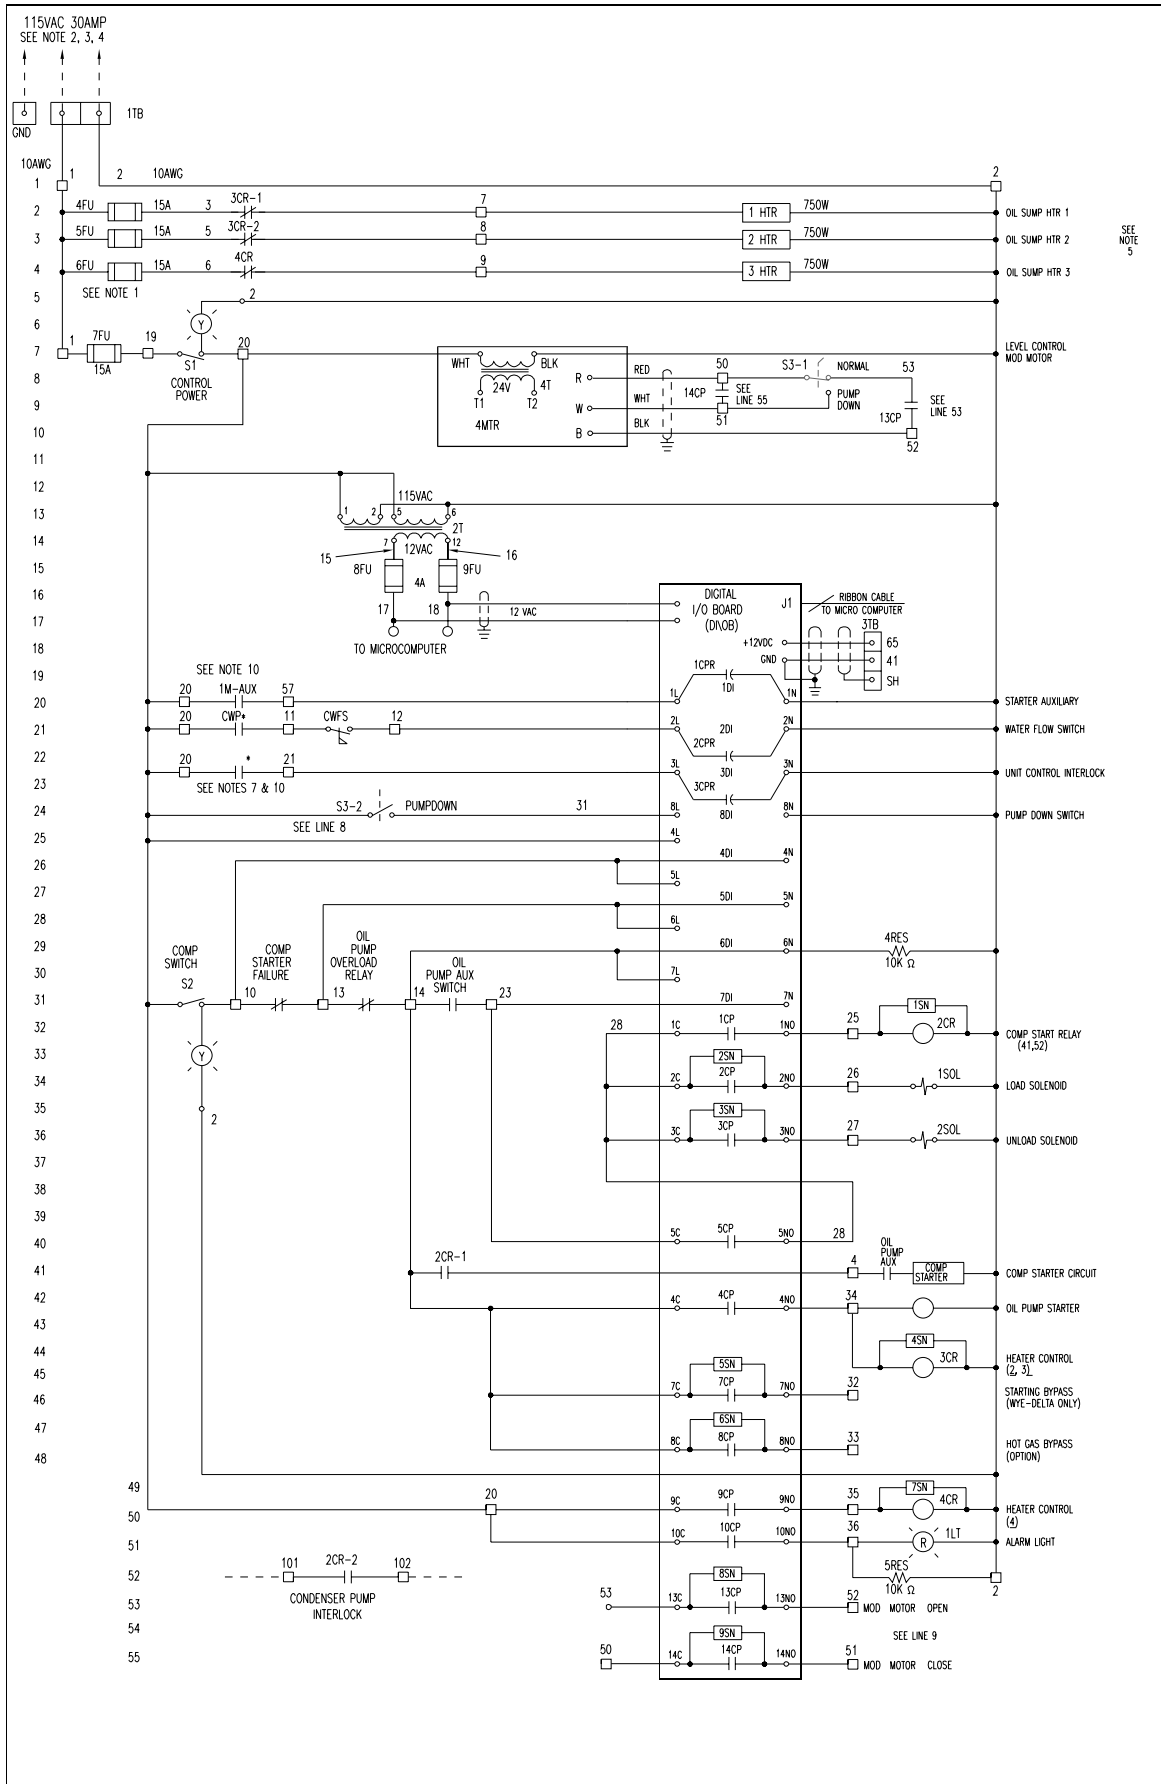 115VAC 30AMP
SEE NOTE 2, 3, 4
1TB
GND
10AWG
1 1 2 10AWG 2
2 4FU 15A 3 3CR-1 7 1 HTR 750W OIL SUMP HTR 1
3 5FU 15A 5 3CR-2 8 2 HTR 750W OIL SUMP HTR 2
SEE
NOTE
5
4 6FU 15A 6 4CR 9 3 HTR 750W OIL SUMP HTR 3
SEE NOTE 1
5 2
6 Y
7 1 7FU 15A 19 S1 20 WHT BLK LEVEL CONTROL
MOD MOTOR
CONTROL
POWER
8 24V 4T R RED 50 S3-1 NORMAL 53
T1 T2
14CP SEE
LINE 55
PUMP
DOWN
SEE
LINE 53
9 W WHT 51 13CP
4MTR
10 B BLK 52
11
12 115VAC
13 1 2 5 6 2T
14 7 12VAC 12
15 16
15 8FU 4A 9FU
16 DIGITAL
I/O BOARD
(DI\OB)
J1 RIBBON CABLE
TO MICRO COMPUTER
17 17 18 12 VAC
3TB
TO MICROCOMPUTER
18 +12VDC 65
GND 41
19 SH
SEE NOTE 10
20 20 1M-AUX 57 1L 1CPR 1DI 1N STARTER AUXILIARY
21 20 CWP* 11 CWFS 12 2L 2DI 2N WATER FLOW SWITCH
2CPR
22 20 * 21 3L 3DI 3N UNIT CONTROL INTERLOCK
23 SEE NOTES 7 & 10 3CPR
24 S3-2 PUMPDOWN 31 8L 8DI 8N PUMP DOWN SWITCH
SEE LINE 8
25 4L
26 4DI 4N
5L
27 5DI 5N
28 6L
29 6DI 6N 4RES
10K Ω
30 7L
COMP
SWITCH
S2
COMP
STARTER
FAILURE
OIL
PUMP
OVERLOAD
RELAY
OIL
PUMP AUX
SWITCH
31 10 13 14 23 7DI 7N
1SN
32 28 1C 1CP 1NO 25 2CR COMP START RELAY
(41,52)
33 Y 2SN
34 2C 2CP 2NO 26 1SOL LOAD SOLENOID
35 2 3SN
36 3C 3CP 3NO 27 2SOL UNLOAD SOLENOID
37
38
39
40 5C 5CP 5NO 28
OIL
PUMP
AUX
41 2CR-1 4 COMP
STARTER
COMP STARTER CIRCUIT
42 4C 4CP 4NO 34 OIL PUMP STARTER
43
44 4SN
45 5SN 3CR HEATER CONTROL
(2, 3)
46 7C 7CP 7NO 32 STARTING BYPASS
(WYE-DELTA ONLY)
47 6SN
48 8C 8CP 8NO 33 HOT GAS BYPASS
(OPTION)
49 7SN
50 20 9C 9CP 9NO 35 4CR HEATER CONTROL
(4)
51 10C 10CP 10NO 36 R 1LT ALARM LIGHT
52 101 2CR-2 102 8SN 5RES
10K Ω
2
CONDENSER PUMP
INTERLOCK
53 53 13C 13CP 13NO 52 MOD MOTOR OPEN
54 9SN SEE LINE 9
55 50 14C 14CP 14NO 51 MOD MOTOR CLOSE